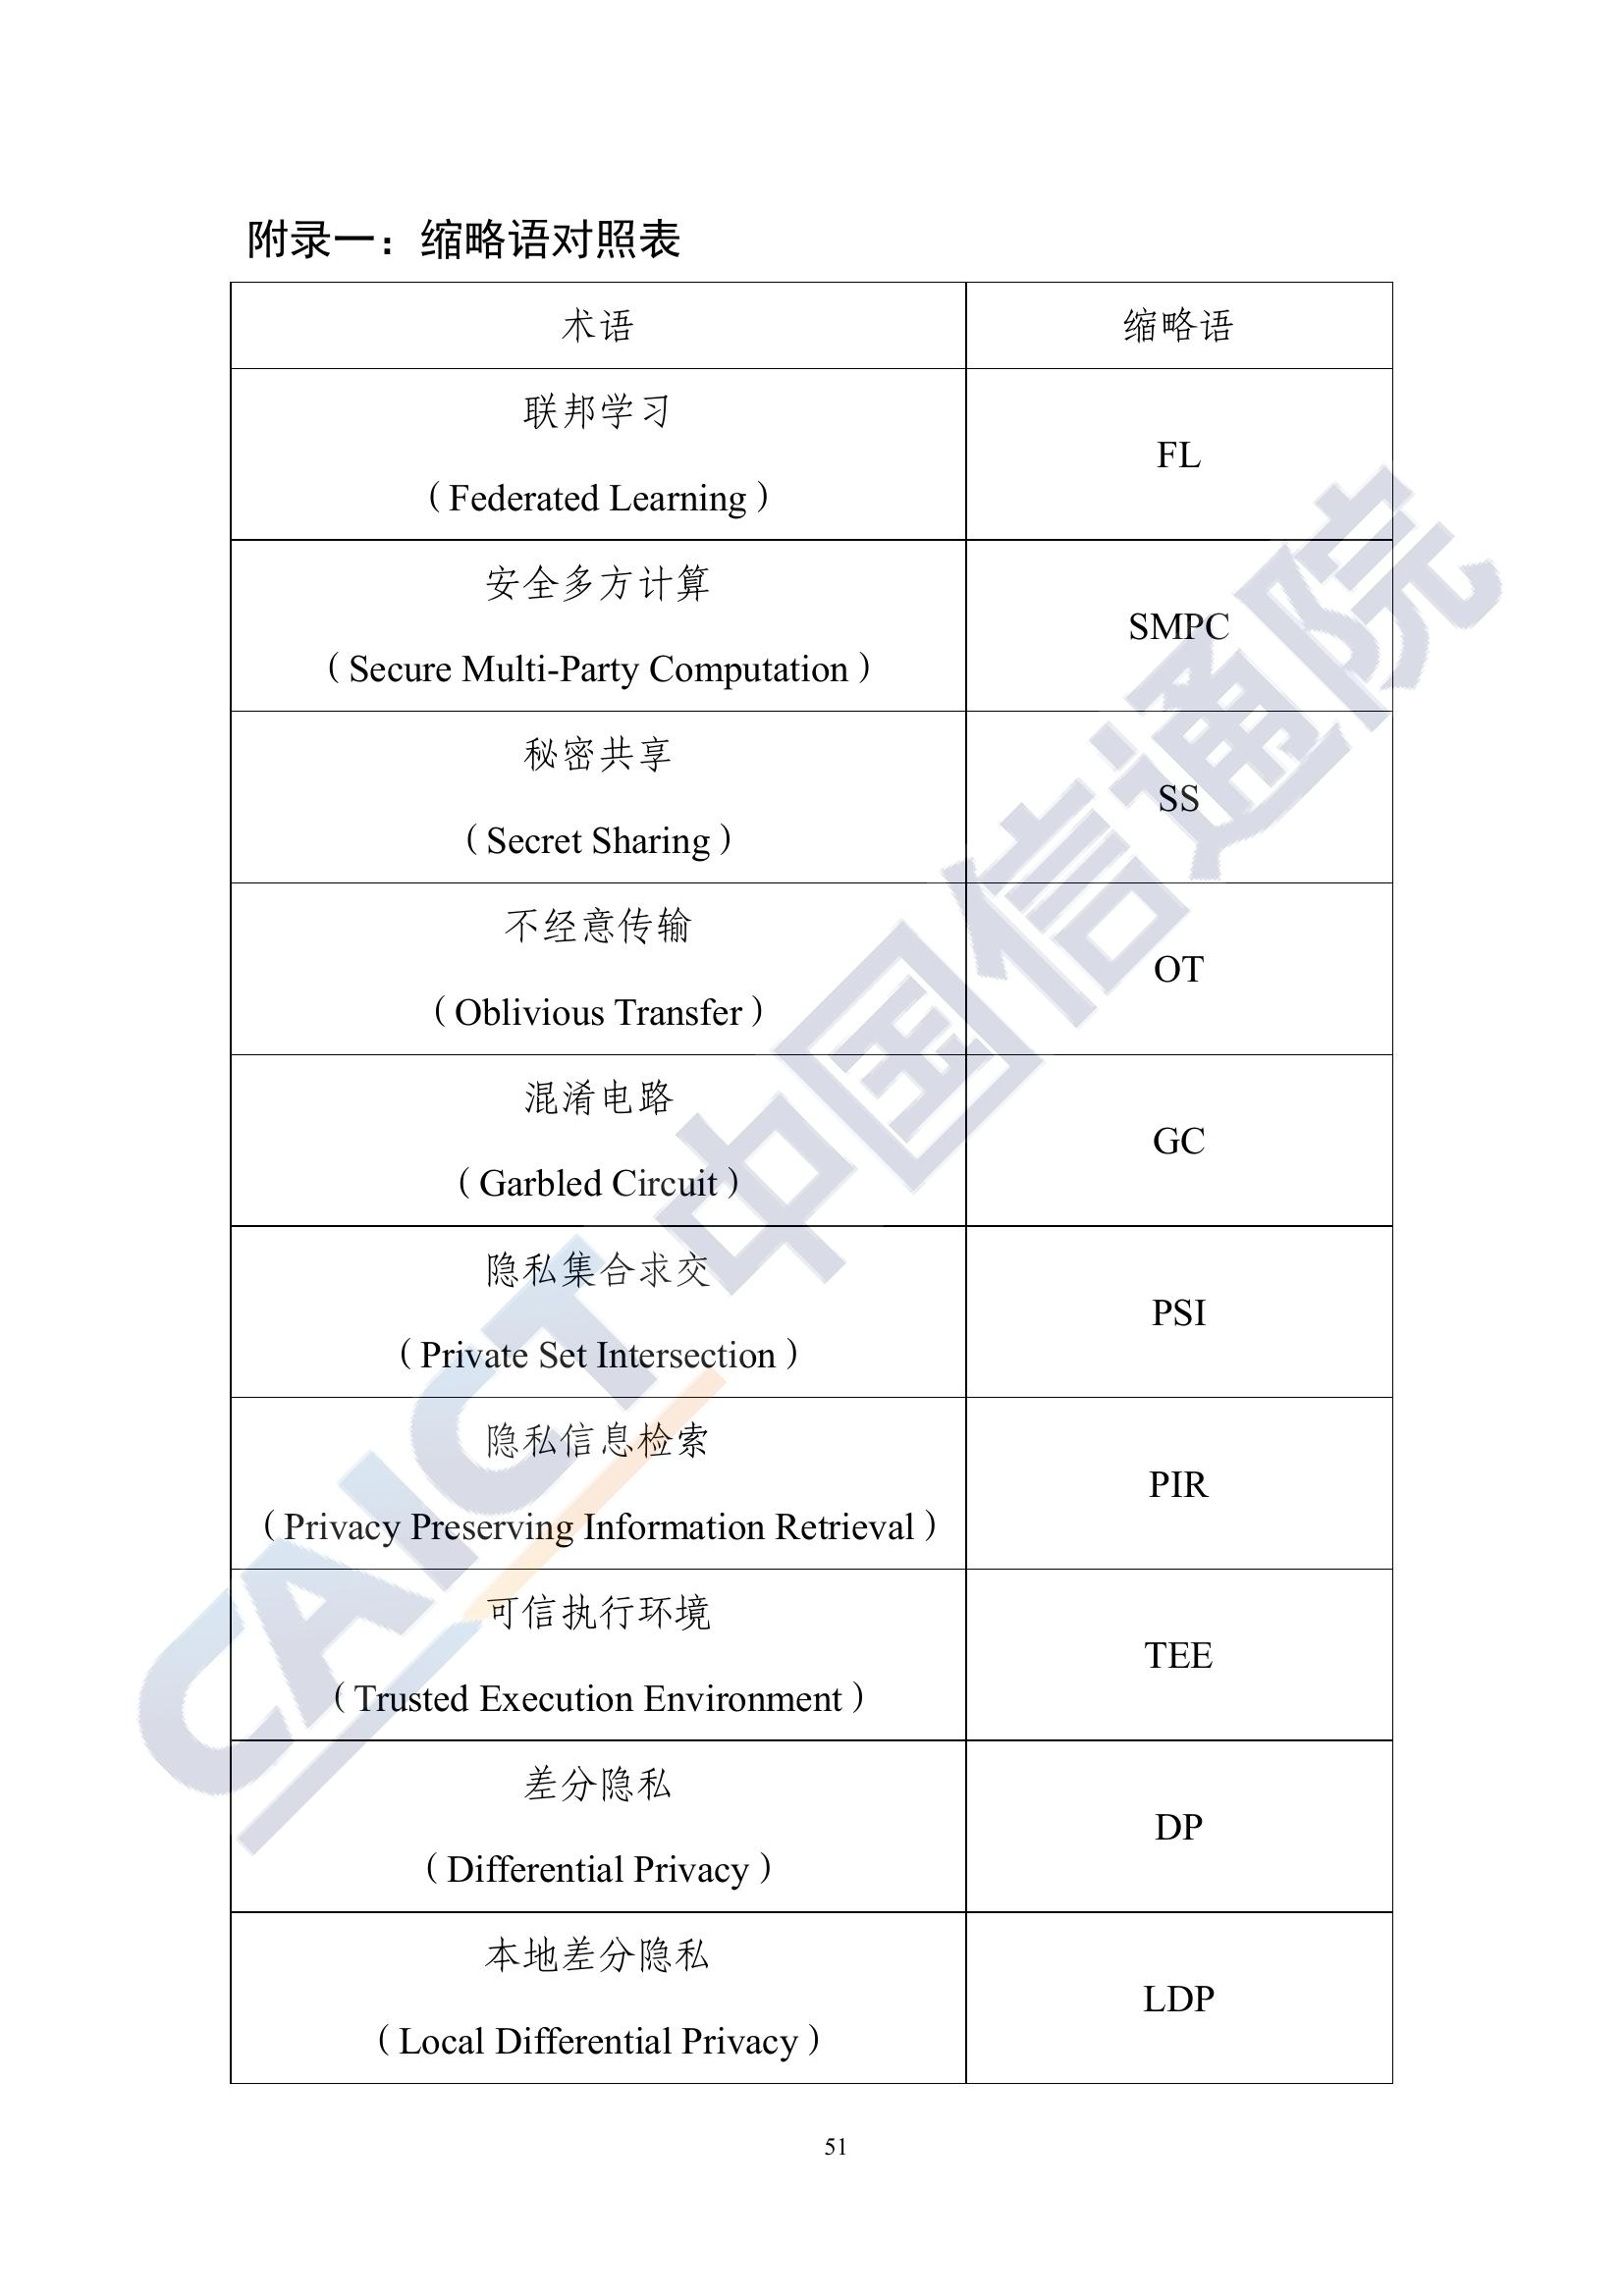 附录一：缩略语对照表
术语
缩略语
联邦学习
（Federated Learning）
FL
安全多方计算
（Secure Multi-Party Computation）
SMPC
秘密共享
（Secret Sharing）
SS
不经意传输
（Oblivious Transfer）
OT
混淆电路
（Garbled Circuit）
GC
隐私集合求交
（Private Set Intersection）
PSI
隐私信息检索
（Privacy Preserving Information Retrieval）
PIR
可信执行环境
（Trusted Execution Environment）
TEE
差分隐私
（Differential Privacy）
DP
本地差分隐私
（Local Differential Privacy）
LDP
51
CAICT 中国信通院